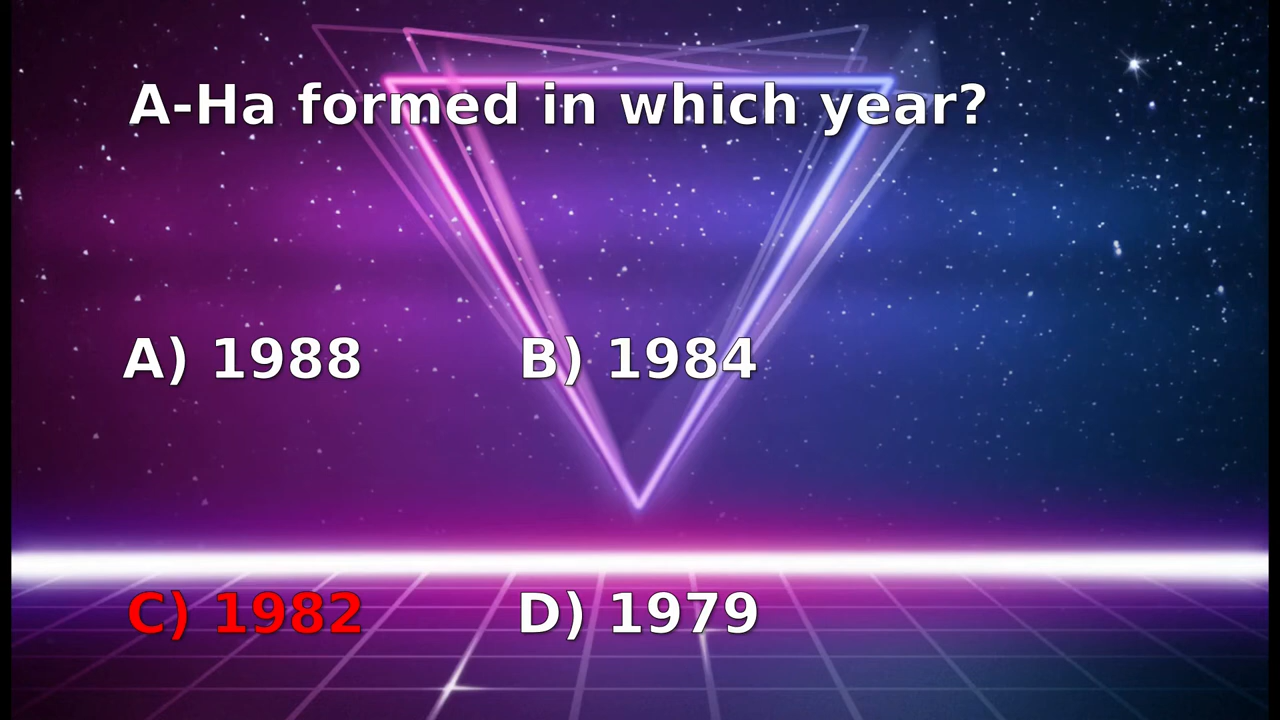 A-Ha formed in which year?
A) 1988 B) 1984
C) 1982 D) 1979